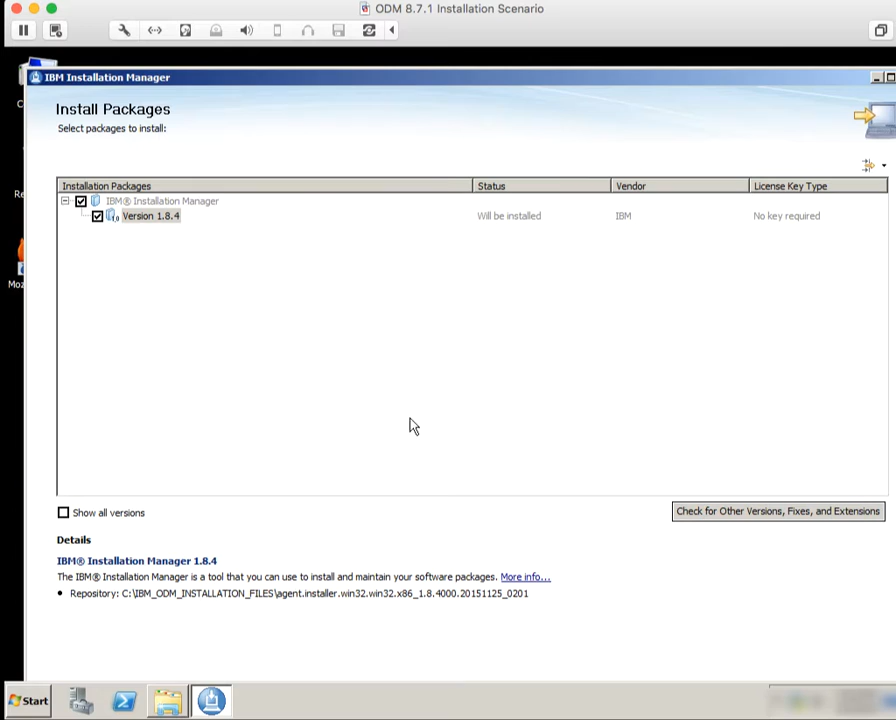 ODM 8.7.1 Installation Scenario
IBM Installation Manager
Install Packages
Select packages to install:
Installation Packages Status Vendor License Key Type
IBM® Installation Manager
Version 1.8.4 Will be installed IBM No key required
Show all versions Check for Other Versions, Fixes, and Extensions
Details
IBM® Installation Manager 1.8.4
The IBM® Installation Manager is a tool that you can use to install and maintain your software packages. More info...
• Repository: C:\IBM_ODM_INSTALLATION_FILES\agent.installer.win32.win32.x86_1.8.4000.20151125_0201
C
Re
Moz
Start